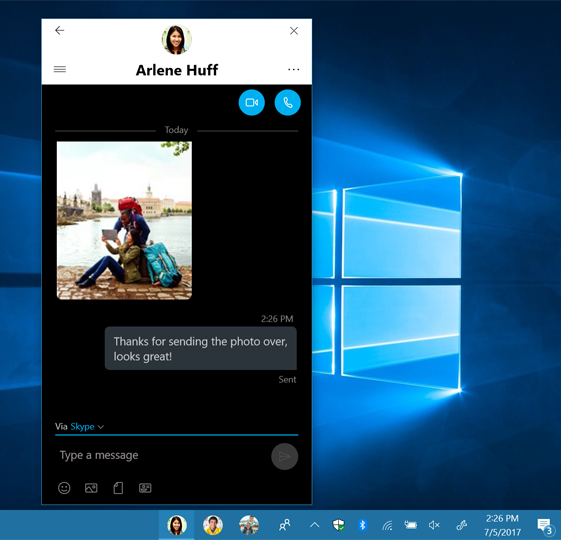 Arlene Huff
Today
2:26 PM
Thanks for sending the photo over,
looks great!
Sent
Via Skype
Type a message
2:26 PM
7/5/2017
3